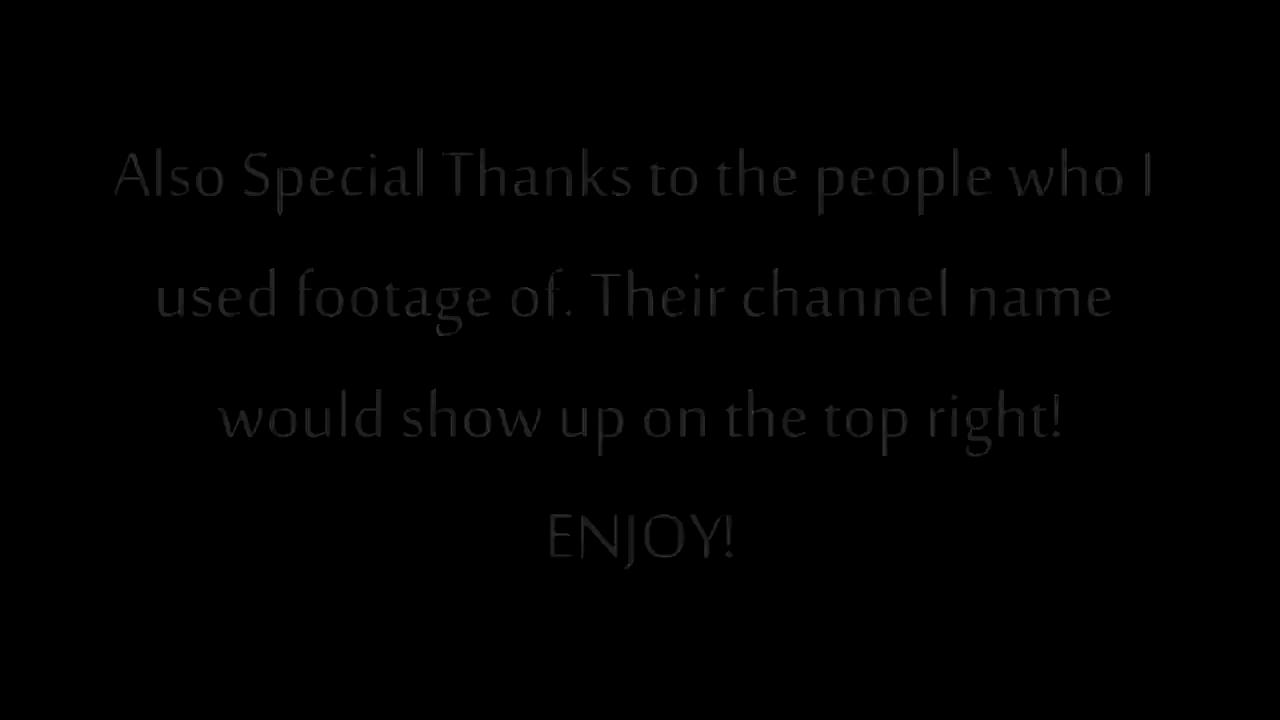 Also Special Thanks to the people who I
used footage of. Their channel name
would show up on the top right!
ENJOY!